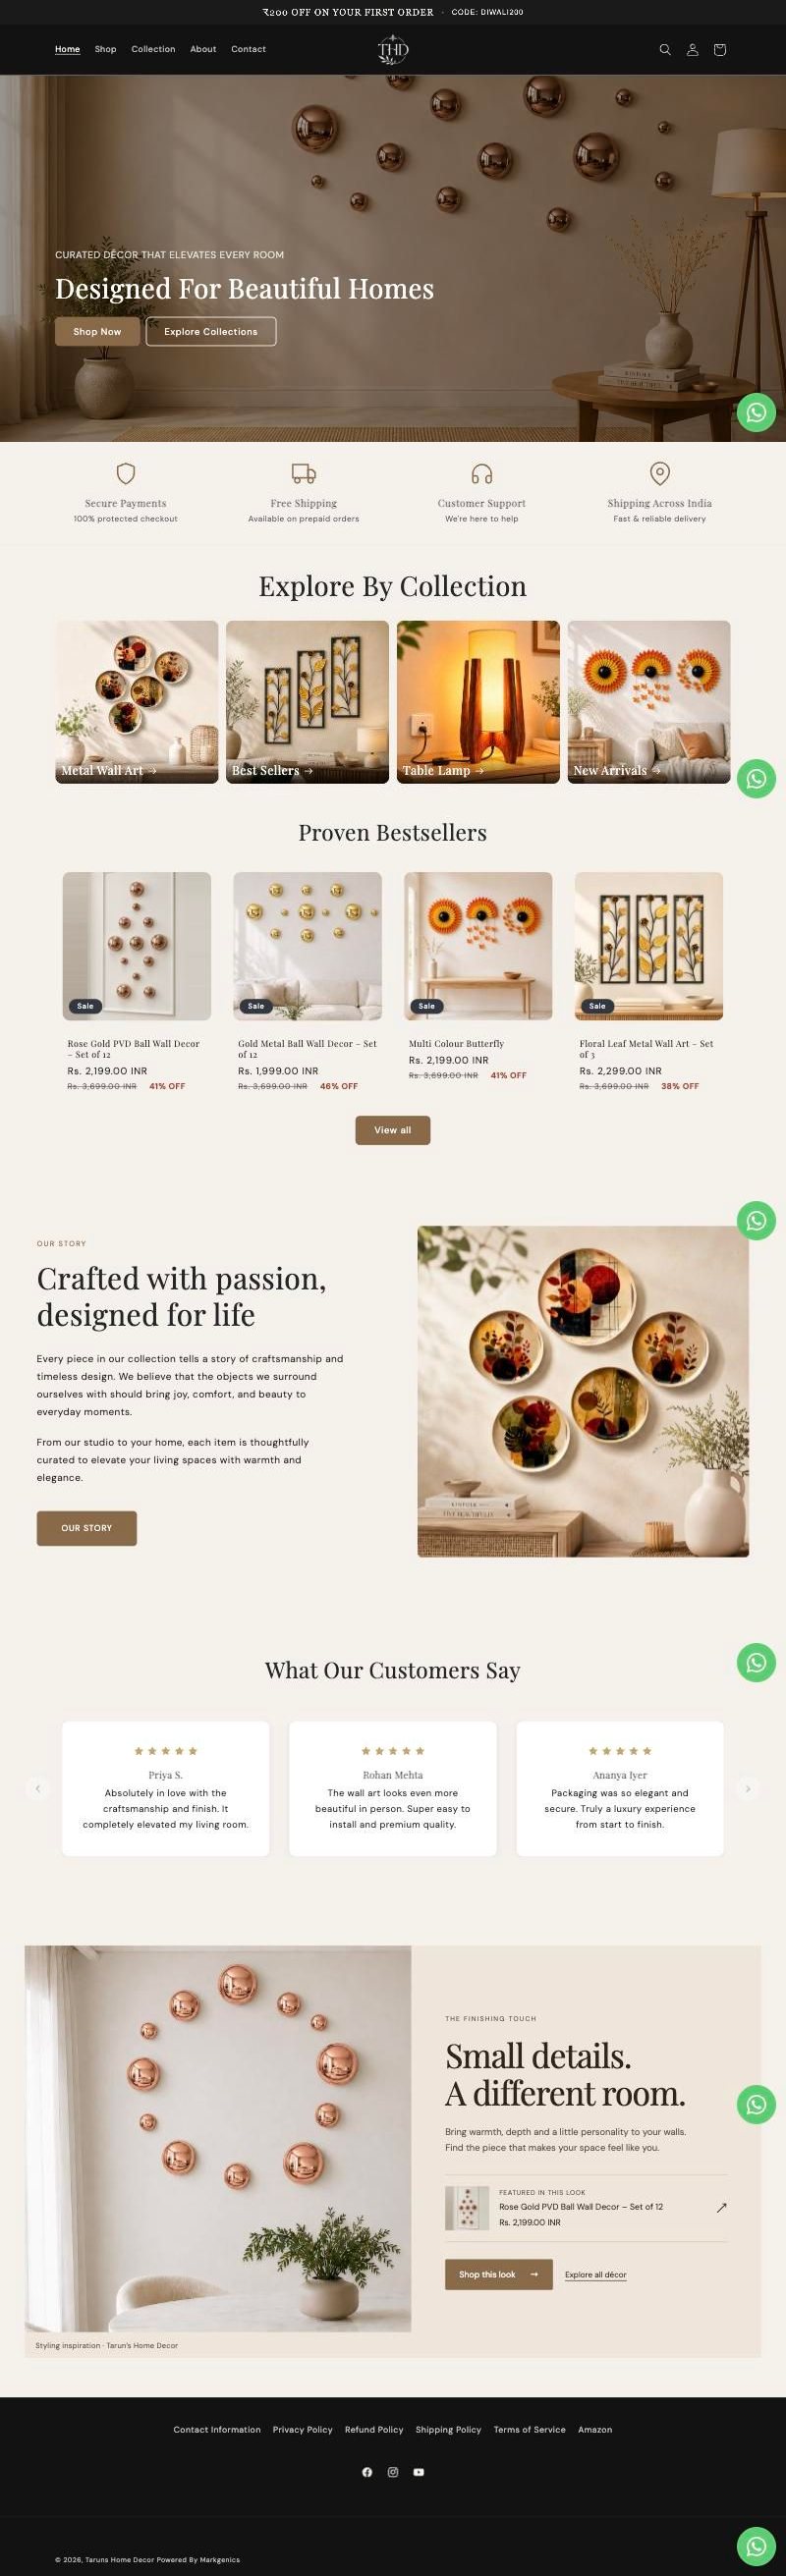 ₹200 OFF ON YOUR FIRST ORDER · CODE: DIWALI200
Home Shop Collection About Contact
THD
CURATED DÉCOR THAT ELEVATES EVERY ROOM
Designed For Beautiful Homes
Shop Now Explore Collections
Secure Payments
100% protected checkout
Free Shipping
Available on prepaid orders
Customer Support
We're here to help
Shipping Across India
Fast & reliable delivery
Explore By Collection
Metal Wall Art →
Best Sellers →
Table Lamp →
New Arrivals →
Proven Bestsellers
Sale
Rose Gold PVD Ball Wall Decor
– Set of 12
Rs. 2,199.00 INR
Rs. 3,699.00 INR 41% OFF
Sale
Gold Metal Ball Wall Decor – Set
of 12
Rs. 1,999.00 INR
Rs. 3,699.00 INR 46% OFF
Sale
Multi Colour Butterfly
Rs. 2,199.00 INR
Rs. 3,699.00 INR 41% OFF
Sale
Floral Leaf Metal Wall Art – Set
of 3
Rs. 2,299.00 INR
Rs. 3,699.00 INR 38% OFF
View all
OUR STORY
Crafted with passion,
designed for life
Every piece in our collection tells a story of craftsmanship and
timeless design. We believe that the objects we surround
ourselves with should bring joy, comfort, and beauty to
everyday moments.
From our studio to your home, each item is thoughtfully
curated to elevate your living spaces with warmth and
elegance.
OUR STORY
KINFOLK
What Our Customers Say
★★★★★
Priya S.
Absolutely in love with the
craftsmanship and finish. It
completely elevated my living room.
★★★★★
Rohan Mehta
The wall art looks even more
beautiful in person. Super easy to
install and premium quality.
★★★★★
Ananya Iyer
Packaging was so elegant and
secure. Truly a luxury experience
from start to finish.
THE FINISHING TOUCH
Small details.
A different room.
Bring warmth, depth and a little personality to your walls.
Find the piece that makes your space feel like you.
FEATURED IN THIS LOOK
Rose Gold PVD Ball Wall Decor – Set of 12
Rs. 2,199.00 INR
Shop this look → Explore all décor
Styling inspiration · Tarun's Home Decor
Contact Information Privacy Policy Refund Policy Shipping Policy Terms of Service Amazon
© 2026, Taruns Home Decor Powered By Markgenics